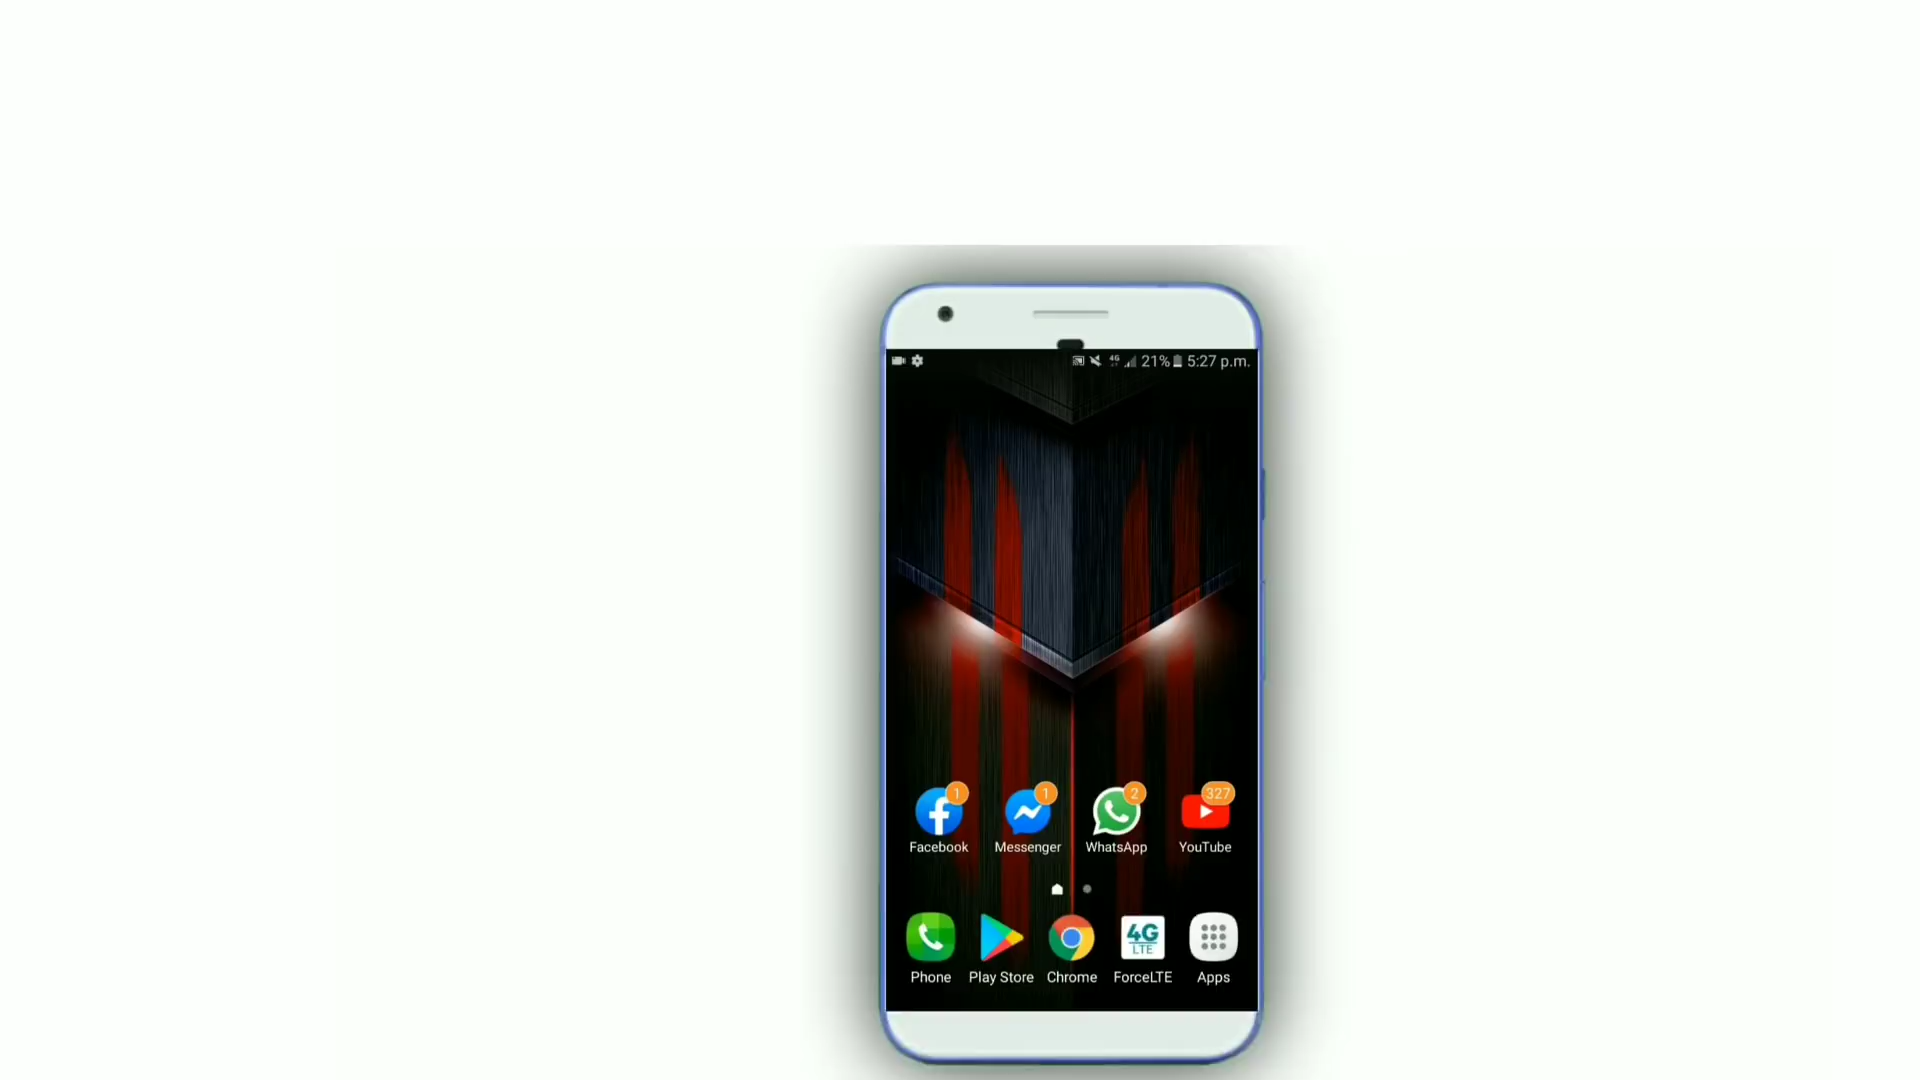 4G 21% 5:27 p.m.
1 1 2 327
Facebook Messenger WhatsApp YouTube
4G
LTE
Phone Play Store Chrome ForceLTE Apps